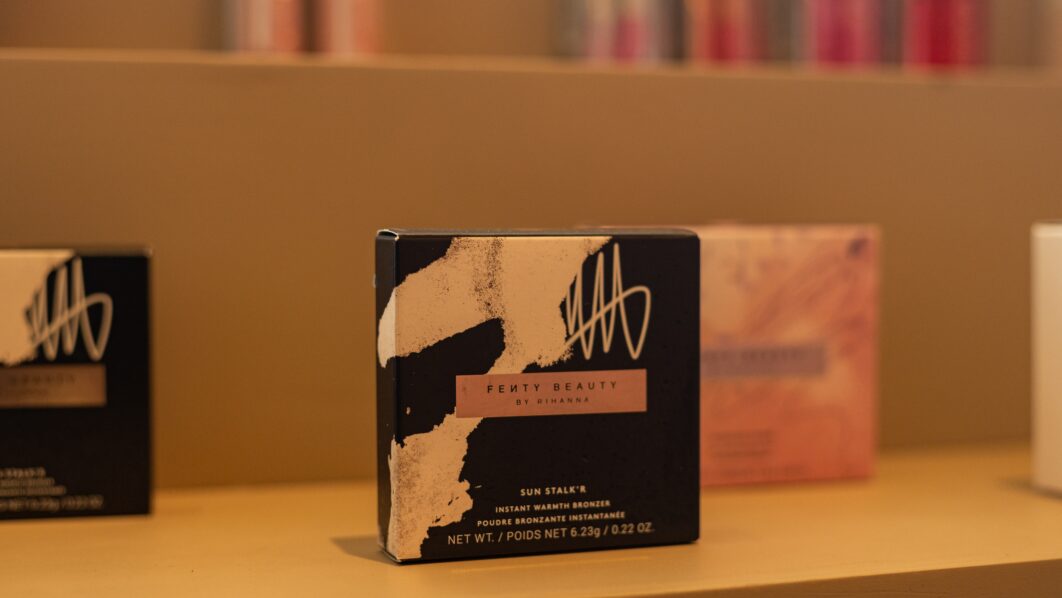 FEИTY BEAUTY
BY RIHANNA
SUN STALK'R
INSTANT WARMTH BRONZER
POUDRE BRONZANTE INSTANTANÉE
NET WT. / POIDS NET 6.23g / 0.22 OZ.